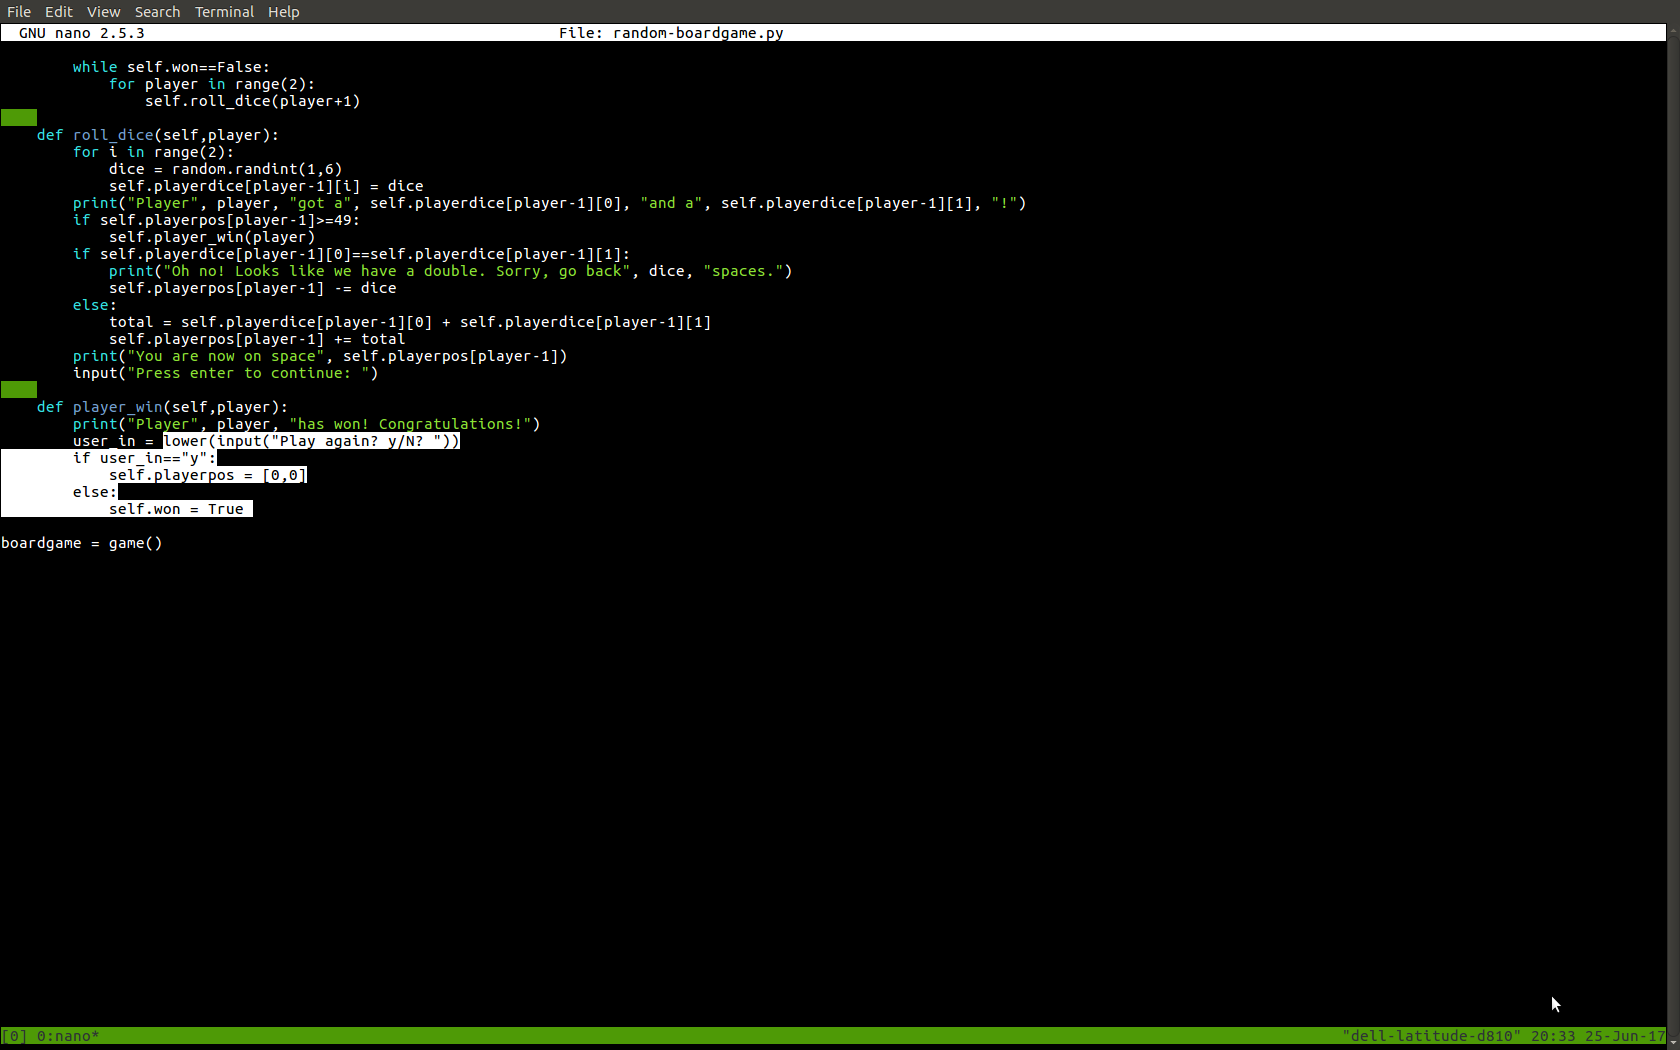 File Edit View Search Terminal Help
GNU nano 2.5.3 File: random-boardgame.py
        while self.won==False:
            for player in range(2):
                self.roll_dice(player+1)
    def roll_dice(self,player):
        for i in range(2):
            dice = random.randint(1,6)
            self.playerdice[player-1][i] = dice
        print("Player", player, "got a", self.playerdice[player-1][0], "and a", self.playerdice[player-1][1], "!")
        if self.playerpos[player-1]>=49:
            self.player_win(player)
        if self.playerdice[player-1][0]==self.playerdice[player-1][1]:
            print("Oh no! Looks like we have a double. Sorry, go back", dice, "spaces.")
            self.playerpos[player-1] -= dice
        else:
            total = self.playerdice[player-1][0] + self.playerdice[player-1][1]
            self.playerpos[player-1] += total
        print("You are now on space", self.playerpos[player-1])
        input("Press enter to continue: ")
    def player_win(self,player):
        print("Player", player, "has won! Congratulations!")
        user_in = lower(input("Play again? y/N? "))
        if user_in=="y":
            self.playerpos = [0,0]
        else:
            self.won = True
boardgame = game()
[0] 0:nano* "dell-latitude-d810" 20:33 25-Jun-17